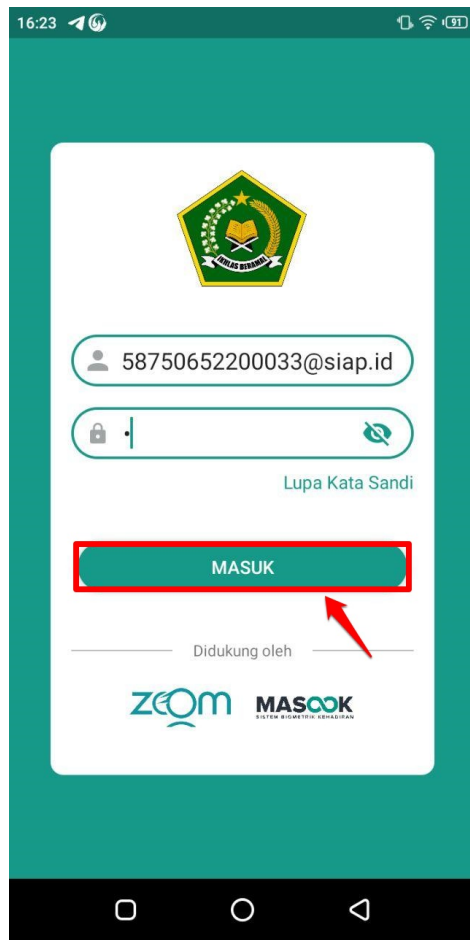 16:23
91
IKHLAS BERAMAL
58750652200033@siap.id
Lupa Kata Sandi
MASUK
Didukung oleh
ZOOM MASOOK
SISTEM BIOMETRIK KEHADIRAN